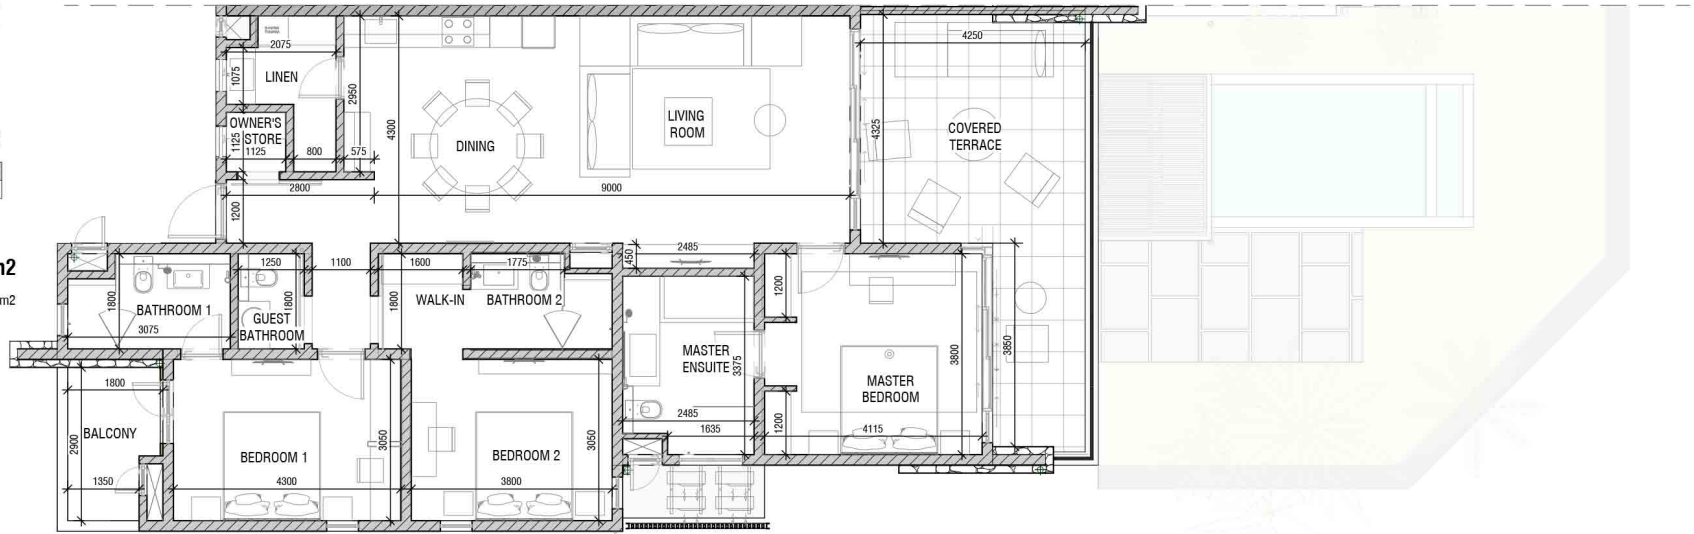 2075
4250
LINEN
1075
2950
LIVING
ROOM
4300
4325
COVERED
TERRACE
OWNER'S
STORE
1125
1125
800
575
DINING
2800
9000
1200
m2
m2
1250
1100
1600
1775
450
2485
BATHROOM 1
1800
3075
GUEST
BATHROOM
1800
1800
WALK-IN
BATHROOM 2
1200
MASTER
ENSUITE
3375
3800
3850
MASTER
BEDROOM
1800
BALCONY
2900
1350
BEDROOM 1
3050
4300
BEDROOM 2
3050
3800
2485
1635
1200
4115